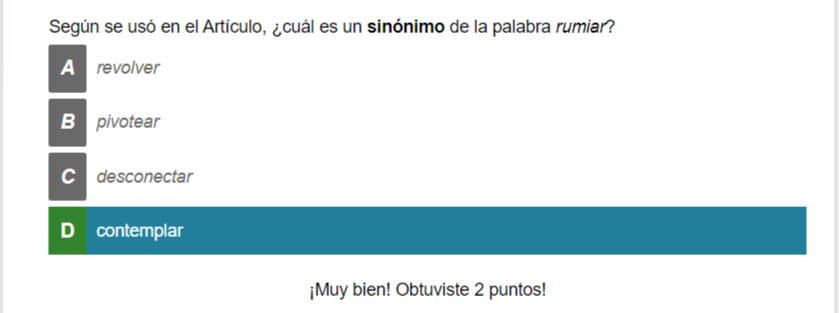 Según se usó en el Artículo, ¿cuál es un sinónimo de la palabra rumiar?
A revolver
B pivotear
C desconectar
D contemplar
¡Muy bien! Obtuviste 2 puntos!